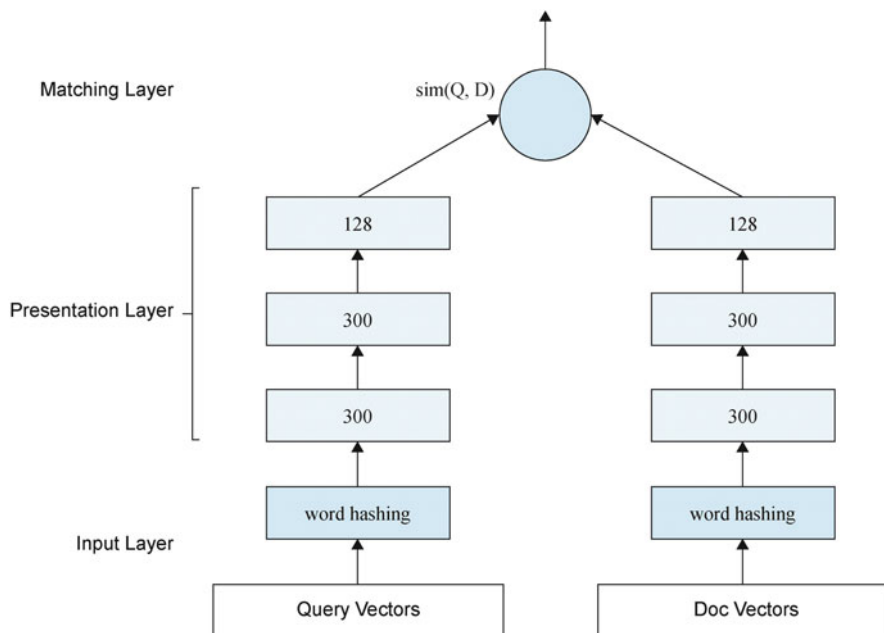 Matching Layer
sim(Q, D)
128
128
Presentation Layer
300
300
300
300
word hashing
word hashing
Input Layer
Query Vectors
Doc Vectors